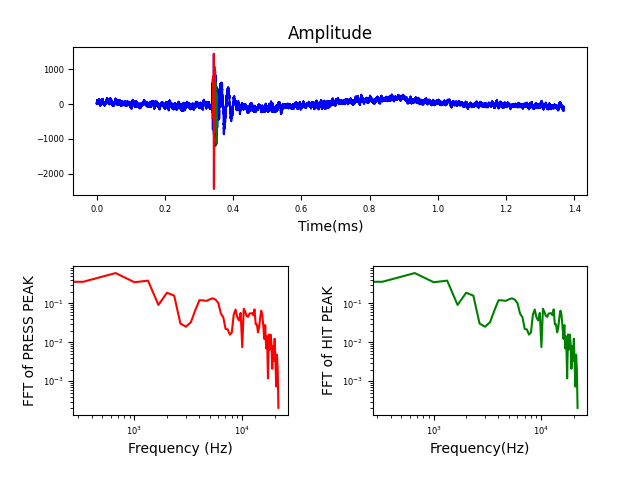 Amplitude
1000
0
−1000
−2000
0.0 0.2 0.4 0.6 0.8 1.0 1.2 1.4
Time(ms)
FFT of PRESS PEAK
10⁻¹
10⁻²
10⁻³
10³ 10⁴
Frequency (Hz)
FFT of HIT PEAK
10⁻¹
10⁻²
10⁻³
10³ 10⁴
Frequency(Hz)